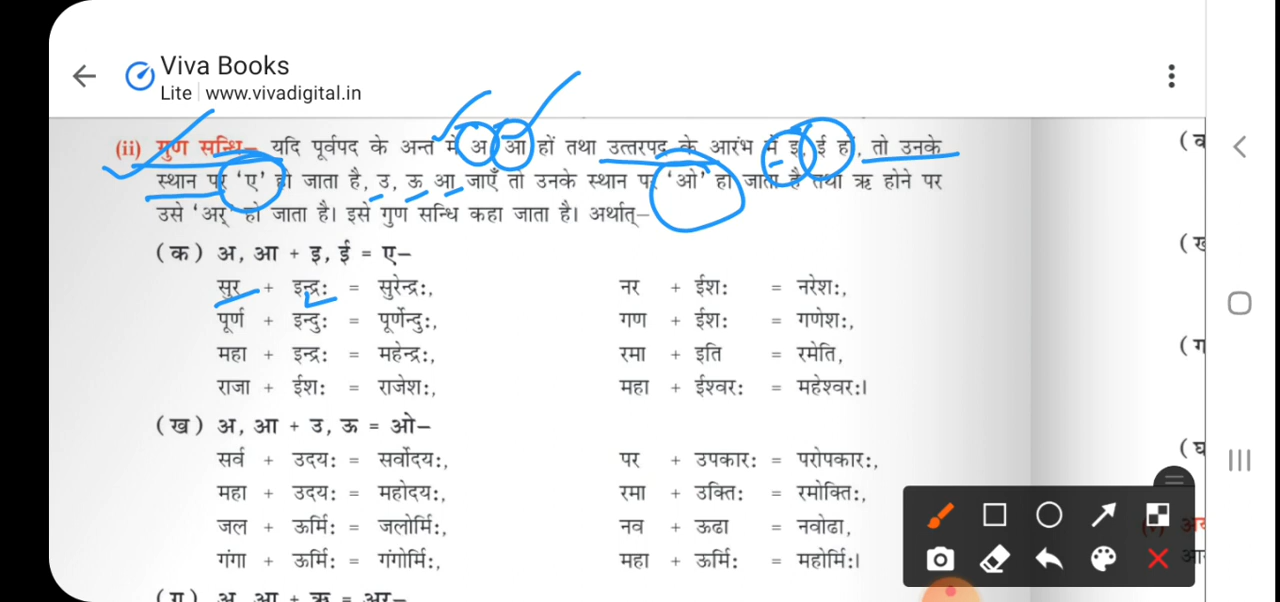 Viva Books
Lite | www.vivadigital.in
(ii) गुण सन्धि– यदि पूर्वपद के अन्त में अ, आ हों तथा उत्तरपद के आरंभ में इ, ई हों, तो उनके
स्थान पर 'ए' हो जाता है, उ, ऊ आ जाएँ तो उनके स्थान पर 'ओ' हो जाता है तथा ऋ होने पर
उसे 'अर्' हो जाता है। इसे गुण सन्धि कहा जाता है। अर्थात्–
(क) अ, आ + इ, ई = ए–
सुर + इन्द्र: = सुरेन्द्र:, नर + ईश: = नरेश:,
पूर्ण + इन्दु: = पूर्णेन्दु:, गण + ईश: = गणेश:,
महा + इन्द्र: = महेन्द्र:, रमा + इति = रमेति,
राजा + ईश: = राजेश:, महा + ईश्वर: = महेश्वर:।
(ख) अ, आ + उ, ऊ = ओ–
सर्व + उदय: = सर्वोदय:, पर + उपकार: = परोपकार:,
महा + उदय: = महोदय:, रमा + उक्ति: = रमोक्ति:,
जल + ऊर्मि: = जलोर्मि:, नव + ऊढा = नवोढा,
गंगा + ऊर्मि: = गंगोर्मि:, महा + ऊर्मि: = महोर्मि:।
(ग) अ, आ + ऋ = अर्–